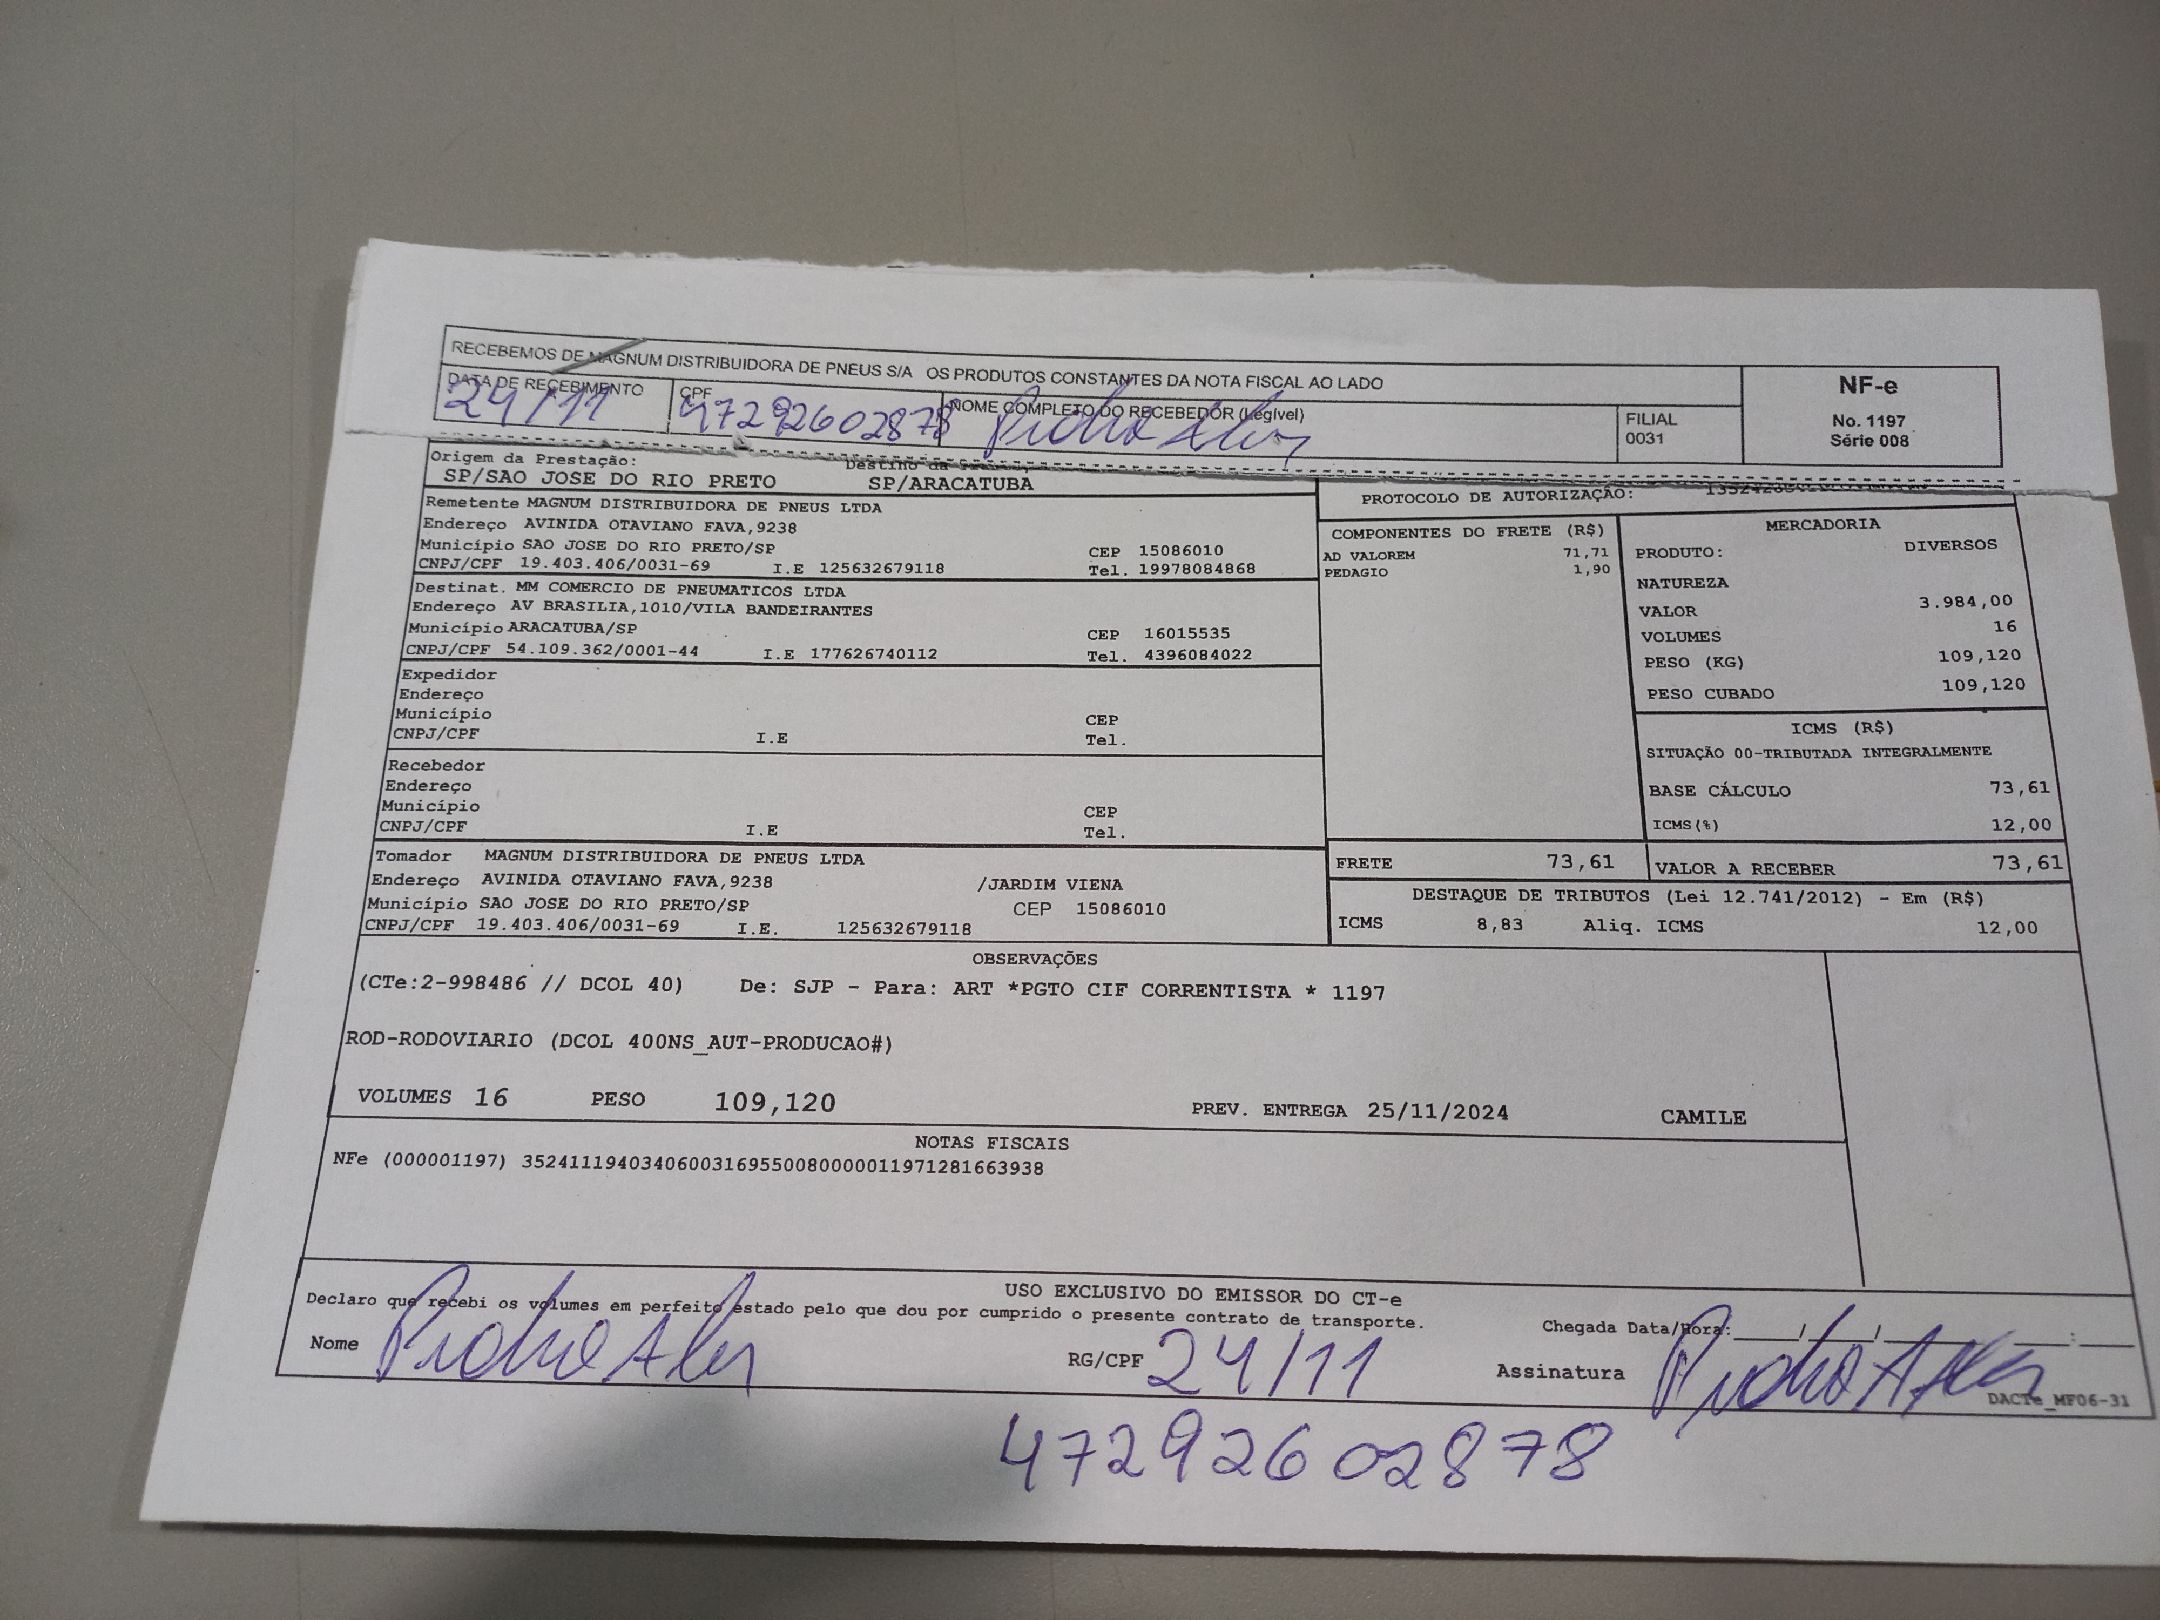 RECEBEMOS DE MAGNUM DISTRIBUIDORA DE PNEUS S/A OS PRODUTOS CONSTANTES DA NOTA FISCAL AO LADO
DATA DE RECEBIMENTO
24/11
CPF
47292602878
NOME COMPLETO DO RECEBEDOR (Legível)
FILIAL
0031
NF-e
No. 1197
Série 008
Origem da Prestação:
SP/SAO JOSE DO RIO PRETO
Destino da
SP/ARACATUBA
Remetente MAGNUM DISTRIBUIDORA DE PNEUS LTDA
Endereço AVINIDA OTAVIANO FAVA,9238
Município SAO JOSE DO RIO PRETO/SP CEP 15086010
CNPJ/CPF 19.403.406/0031-69 I.E 125632679118 Tel. 19978084868
Destinat. MM COMERCIO DE PNEUMATICOS LTDA
Endereço AV BRASILIA,1010/VILA BANDEIRANTES
Município ARACATUBA/SP CEP 16015535
CNPJ/CPF 54.109.362/0001-44 I.E 177626740112 Tel. 4396084022
Expedidor
Endereço
Município CEP
CNPJ/CPF I.E Tel.
Recebedor
Endereço
Município CEP
CNPJ/CPF I.E Tel.
Tomador MAGNUM DISTRIBUIDORA DE PNEUS LTDA
Endereço AVINIDA OTAVIANO FAVA,9238 /JARDIM VIENA
Município SAO JOSE DO RIO PRETO/SP CEP 15086010
CNPJ/CPF 19.403.406/0031-69 I.E. 125632679118
PROTOCOLO DE AUTORIZAÇÃO:
COMPONENTES DO FRETE (R$)
AD VALOREM 71,71
PEDAGIO 1,90
MERCADORIA
PRODUTO: DIVERSOS
NATUREZA
VALOR 3.984,00
VOLUMES 16
PESO (KG) 109,120
PESO CUBADO 109,120
ICMS (R$)
SITUAÇÃO 00-TRIBUTADA INTEGRALMENTE
BASE CÁLCULO 73,61
ICMS(%) 12,00
FRETE 73,61
VALOR A RECEBER 73,61
DESTAQUE DE TRIBUTOS (Lei 12.741/2012) - Em (R$)
ICMS 8,83 Aliq. ICMS 12,00
OBSERVAÇÕES
(CTe:2-998486 // DCOL 40) De: SJP - Para: ART *PGTO CIF CORRENTISTA * 1197
ROD-RODOVIARIO (DCOL 400NS_AUT-PRODUCAO#)
VOLUMES 16 PESO 109,120 PREV. ENTREGA 25/11/2024 CAMILE
NOTAS FISCAIS
NFe (000001197) 35241119403406003169550080000011971281663938
USO EXCLUSIVO DO EMISSOR DO CT-e
Declaro que recebi os volumes em perfeito estado pelo que dou por cumprido o presente contrato de transporte.
Chegada Data/Hora:____/____/____ ____:____
Nome
RG/CPF 24/11
Assinatura
DACTe_MF06-31
47292602878